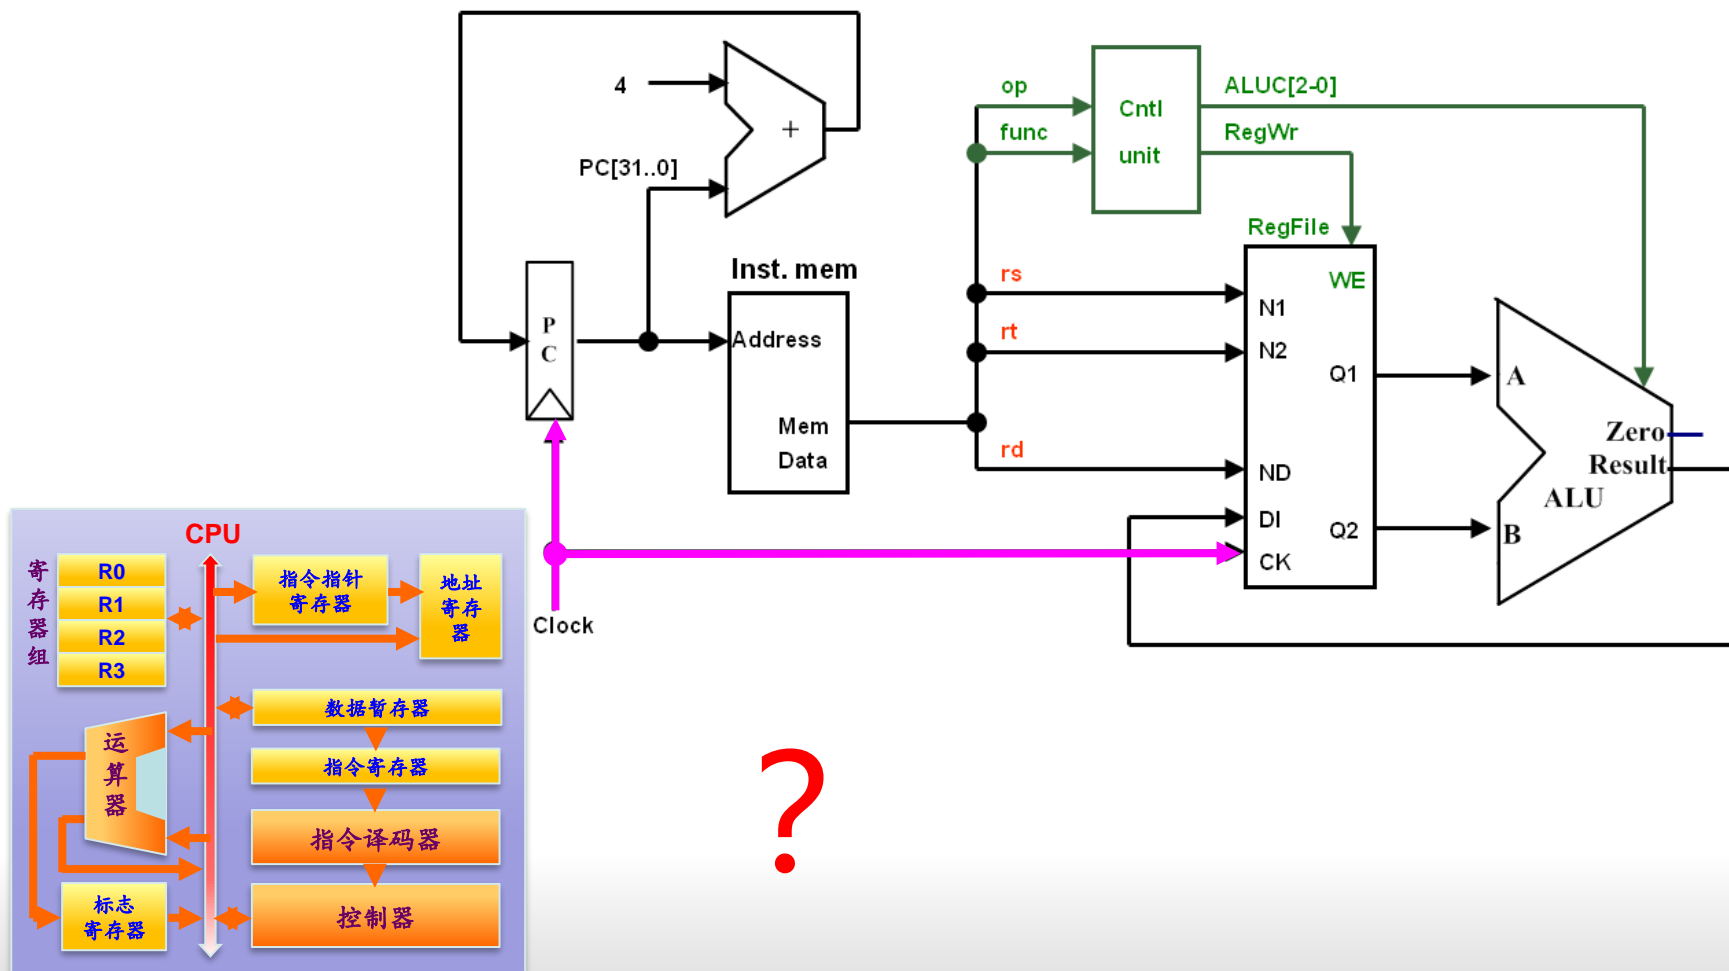 4
+
PC[31..0]
P
C
Inst. mem
Address
Mem
Data
Clock
op
func
Cntl
unit
ALUC[2-0]
RegWr
RegFile
rs
rt
rd
WE
N1
N2
Q1
ND
DI
Q2
CK
A
Zero
Result
ALU
B
CPU
寄存器组
R0
R1
R2
R3
指令指针
寄存器
地址
寄存
器
数据暂存器
指令寄存器
指令译码器
控制器
运算器
标志
寄存器
?